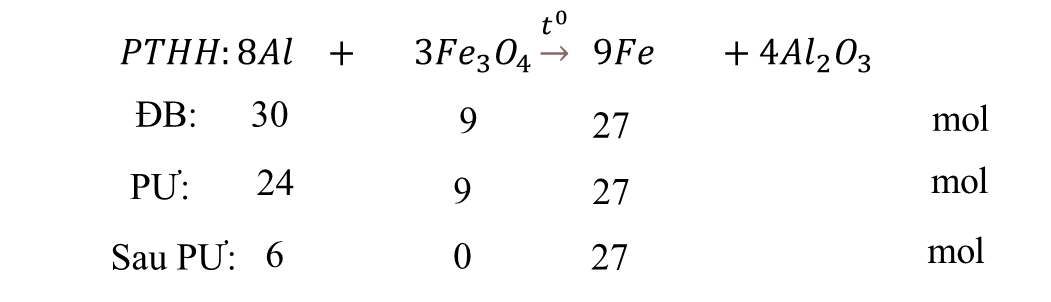 PTHH: 8Al + 3Fe₃O₄ t⁰→ 9Fe + 4Al₂O₃
ĐB: 30 9 27 mol
PƯ: 24 9 27 mol
Sau PƯ: 6 0 27 mol